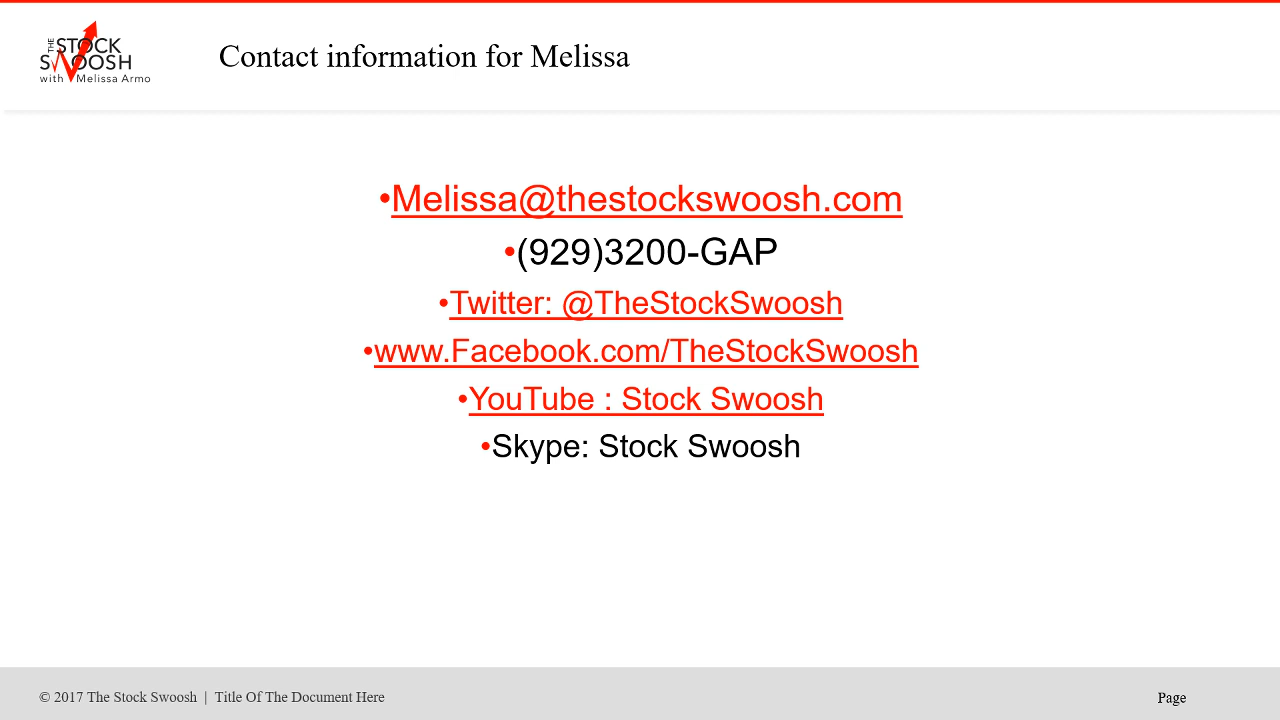 THE STOCK
SWOOSH
with Melissa Armo
Contact information for Melissa
•Melissa@thestockswoosh.com
•(929)3200-GAP
•Twitter: @TheStockSwoosh
•www.Facebook.com/TheStockSwoosh
•YouTube : Stock Swoosh
•Skype: Stock Swoosh
© 2017 The Stock Swoosh | Title Of The Document Here
Page